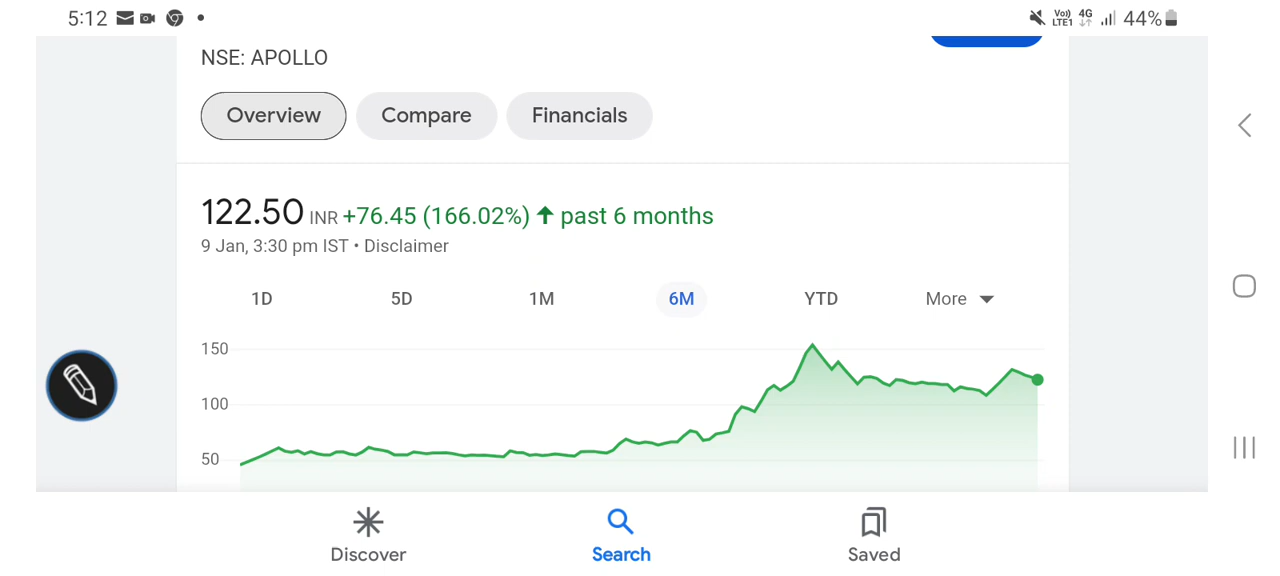 5:12
Vo)) 4G
LTE1
44%
NSE: APOLLO
Overview Compare Financials
122.50 INR +76.45 (166.02%) ↑ past 6 months
9 Jan, 3:30 pm IST • Disclaimer
1D 5D 1M 6M YTD More
150
100
50
Discover Search Saved